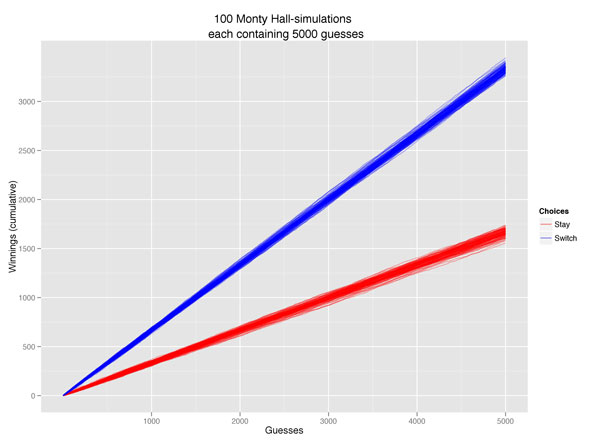 100 Monty Hall-simulations
each containing 5000 guesses
Winnings (cumulative)
3000
2500
2000
1500
1000
500
0
1000 2000 3000 4000 5000
Guesses
Choices
Stay
Switch